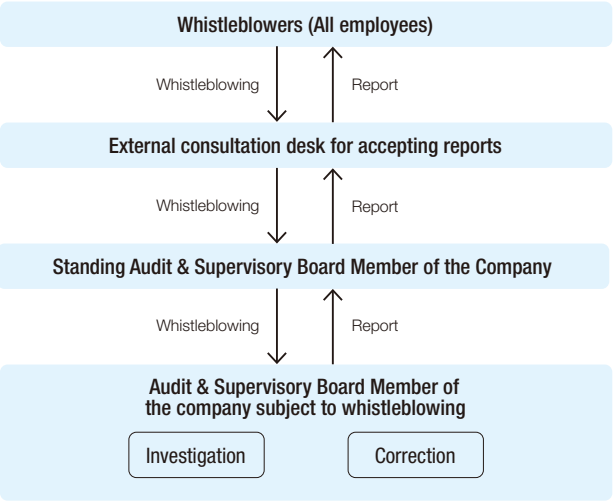 Whistleblowers (All employees)
Whistleblowing
Report
External consultation desk for accepting reports
Whistleblowing
Report
Standing Audit & Supervisory Board Member of the Company
Whistleblowing
Report
Audit & Supervisory Board Member of
the company subject to whistleblowing
Investigation
Correction